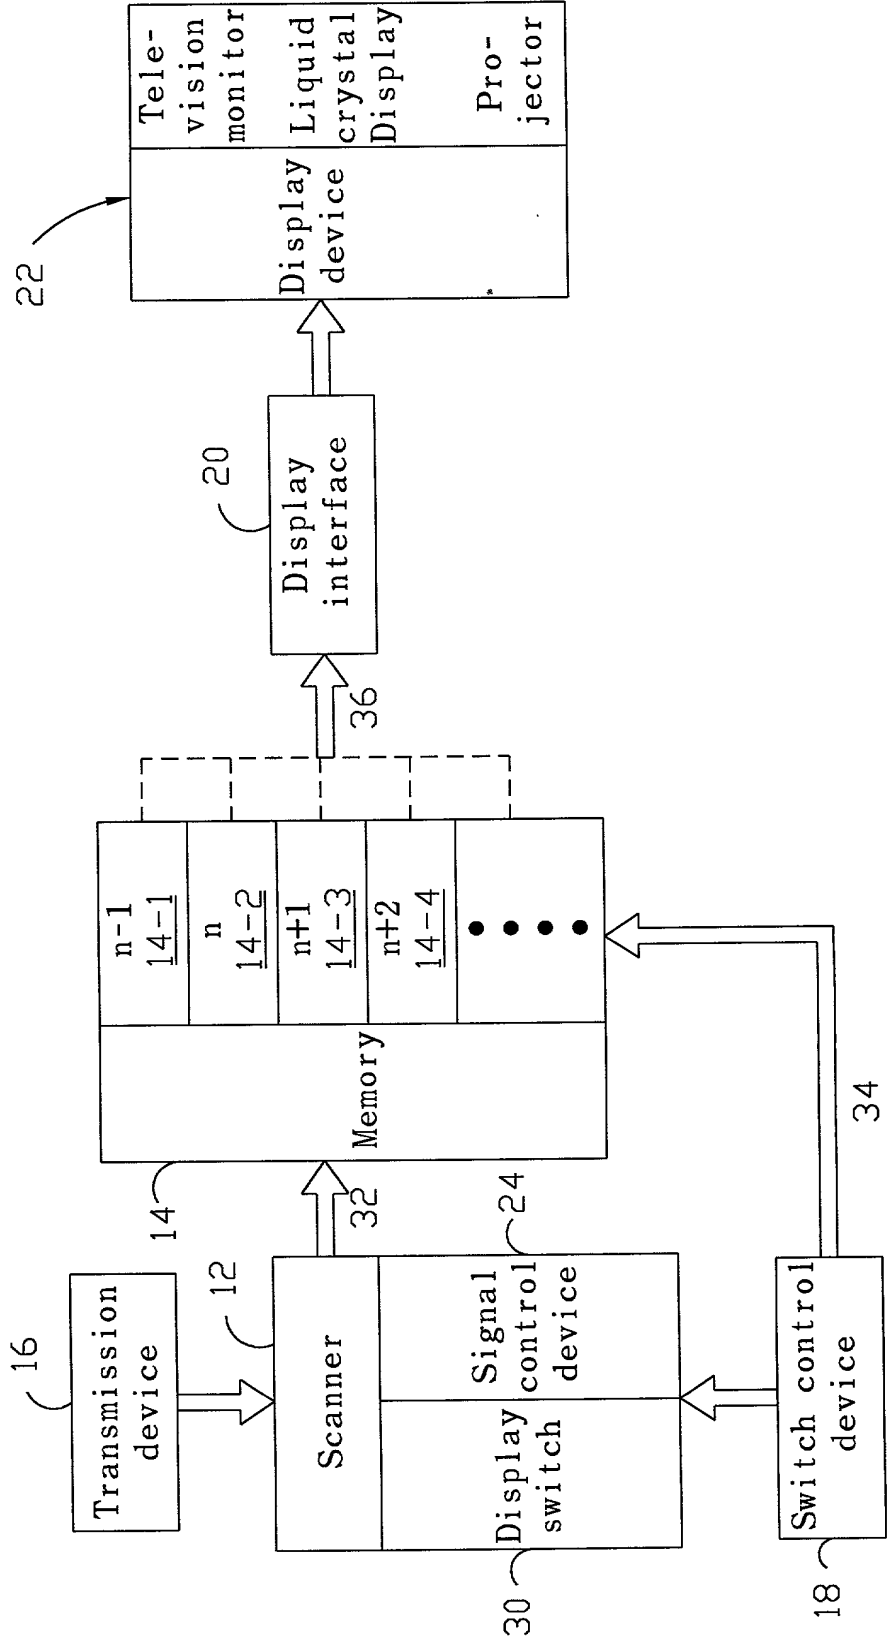 16
Transmission
device
12
Scanner
30
Display
switch
Signal
control
device
24
18
Switch control
device
32
34
14
Memory
n-1
14-1
n
14-2
n+1
14-3
n+2
14-4
36
20
Display
interface
22
Display
device
Tele-
vision
monitor
Liquid
crystal
Display
Pro-
jector